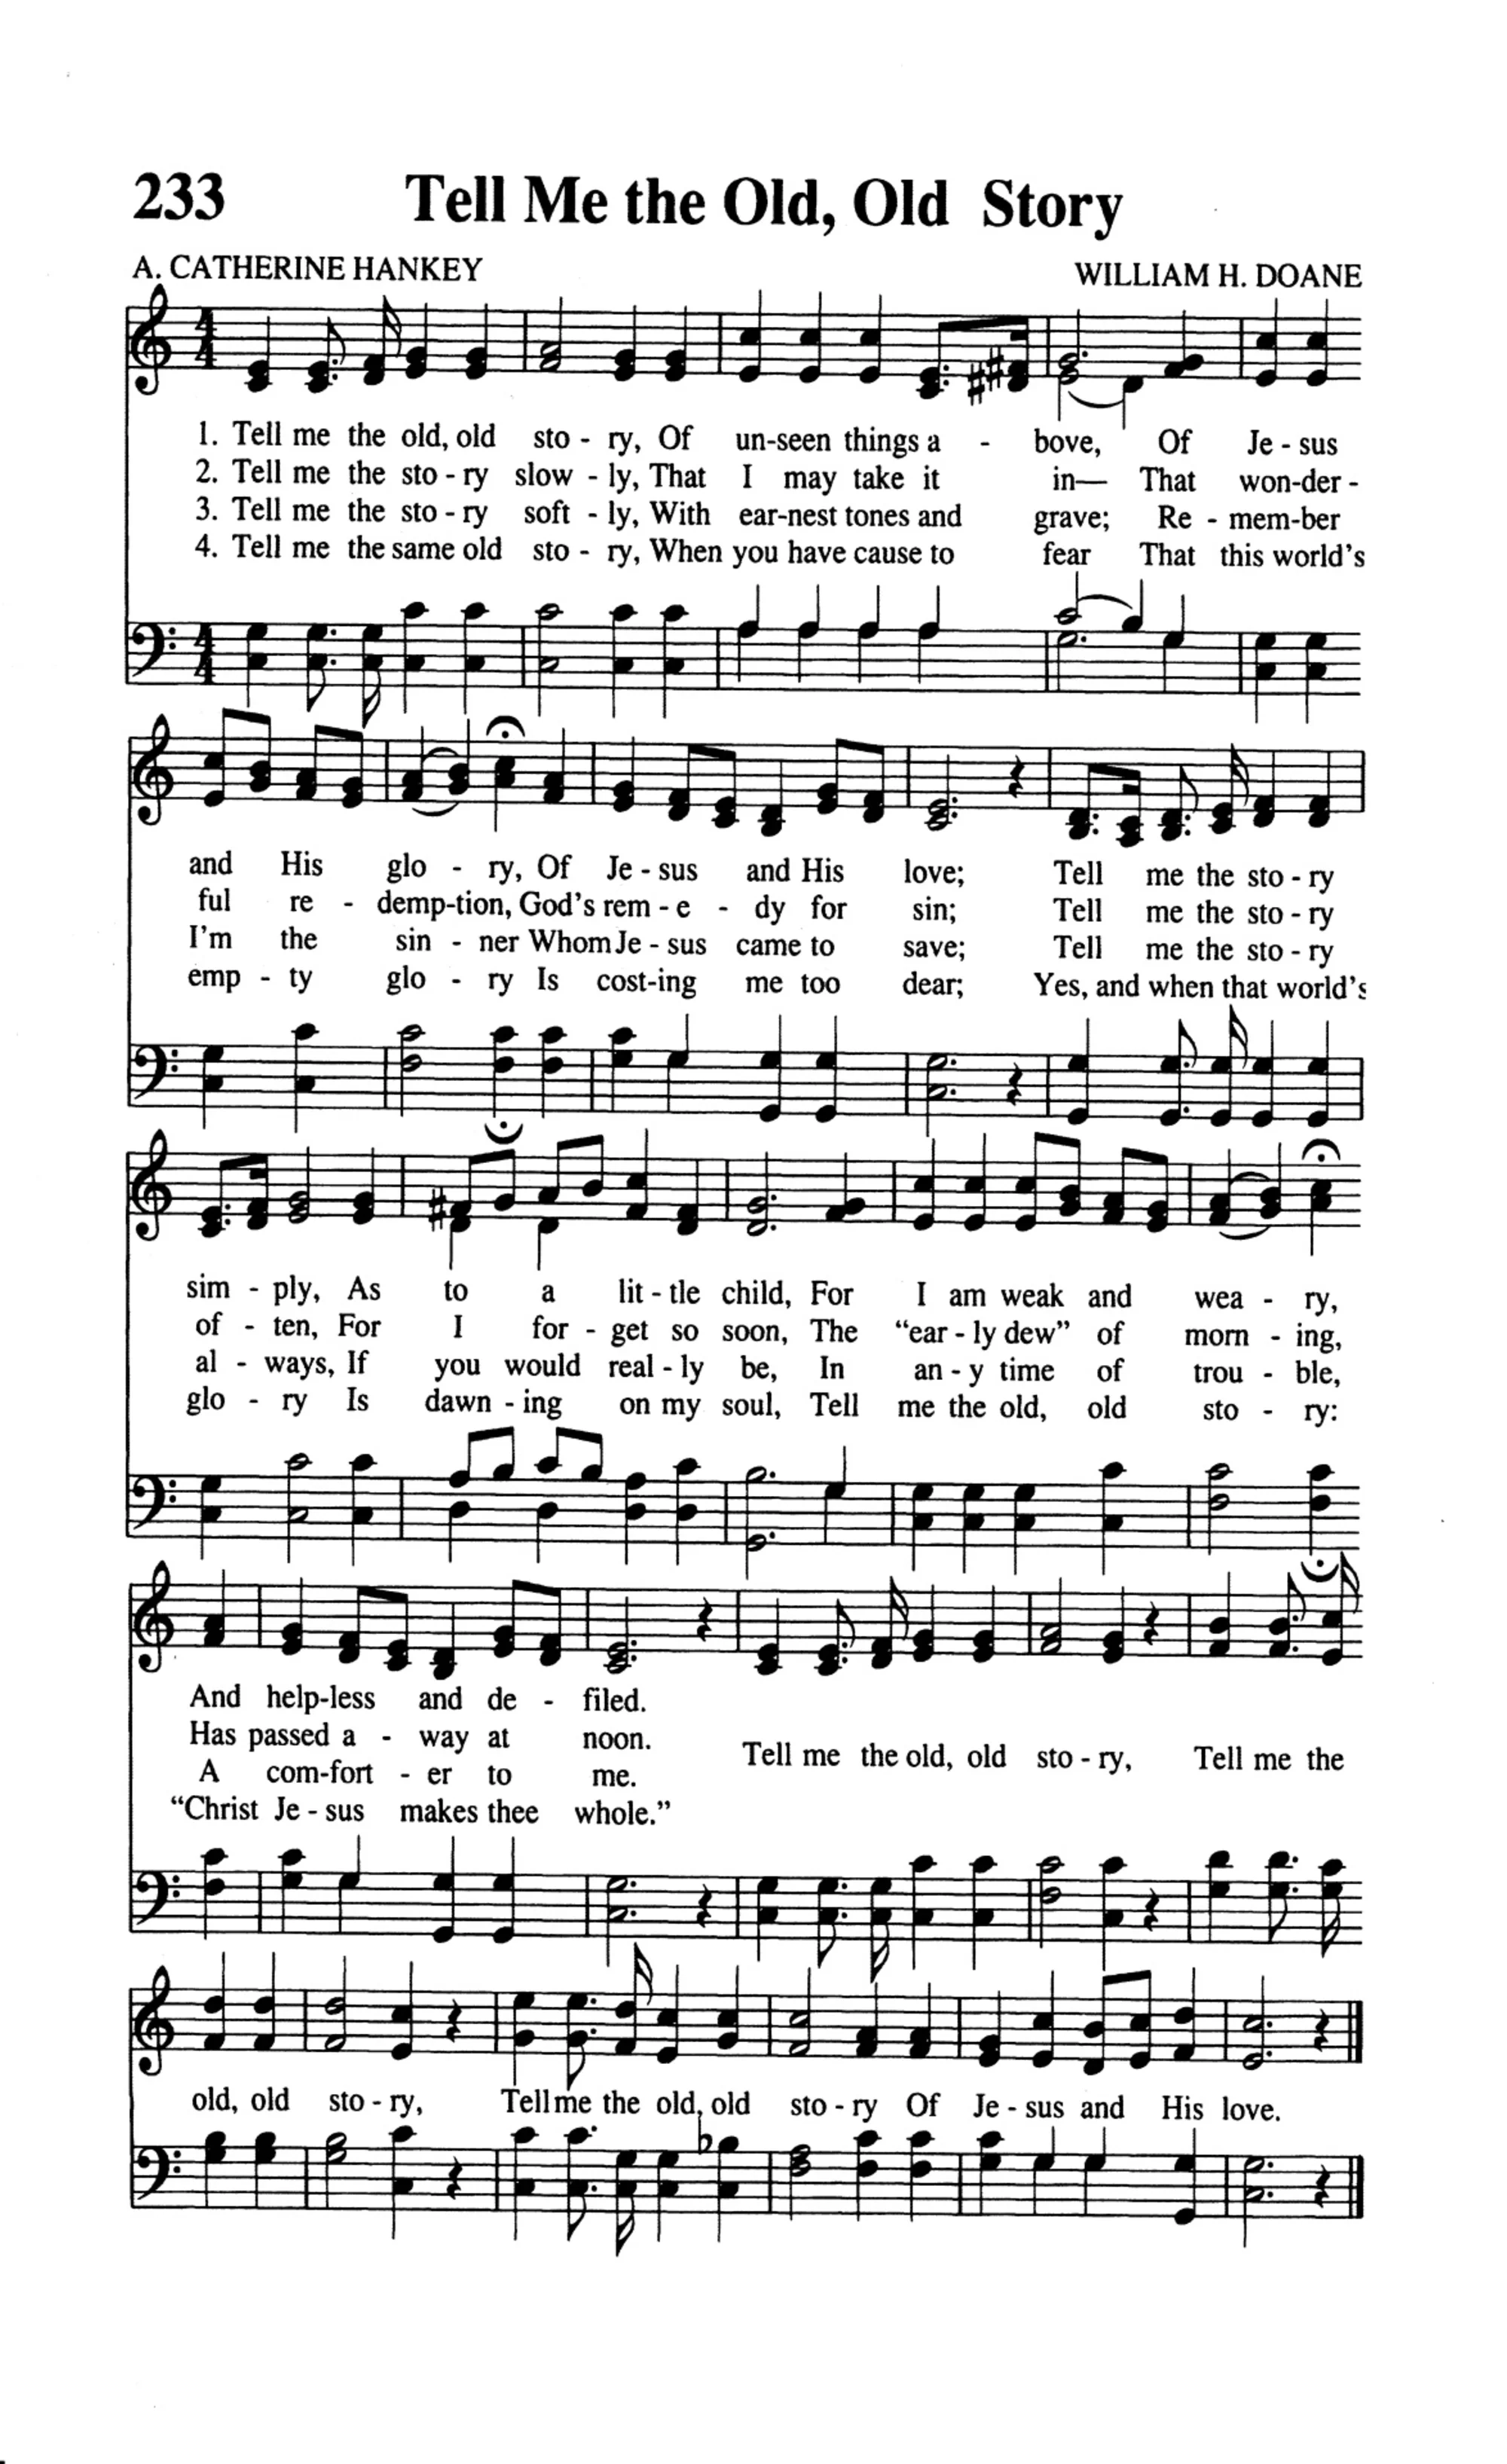 233 Tell Me the Old, Old Story
A. CATHERINE HANKEY WILLIAM H. DOANE
1. Tell me the old, old sto - ry, Of un-seen things a - bove, Of Je - sus
2. Tell me the sto - ry slow - ly, That I may take it in— That won-der -
3. Tell me the sto - ry soft - ly, With ear-nest tones and grave; Re - mem-ber
4. Tell me the same old sto - ry, When you have cause to fear That this world's
and His glo - ry, Of Je - sus and His love; Tell me the sto - ry
ful re - demp-tion, God's rem - e - dy for sin; Tell me the sto - ry
I'm the sin - ner Whom Je - sus came to save; Tell me the sto - ry
emp - ty glo - ry Is cost-ing me too dear; Yes, and when that world's
sim - ply, As to a lit - tle child, For I am weak and wea - ry,
of - ten, For I for - get so soon, The “ear - ly dew” of morn - ing,
al - ways, If you would real - ly be, In an - y time of trou - ble,
glo - ry Is dawn - ing on my soul, Tell me the old, old sto - ry:
And help-less and de - filed.
Has passed a - way at noon.
Tell me the old, old sto - ry, Tell me the
A com-fort - er to me.
“Christ Je - sus makes thee whole.”
old, old sto - ry, Tell me the old, old sto - ry Of Je - sus and His love.